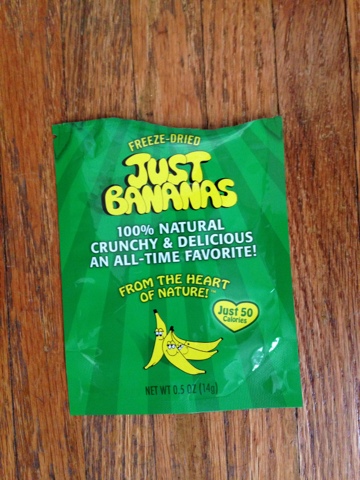 FREEZE-DRIED
JUST
BANANAS
100% NATURAL
CRUNCHY & DELICIOUS
AN ALL-TIME FAVORITE!
FROM THE HEART
OF NATURE!™
Just 50
Calories
NET WT 0.5 OZ (14g)